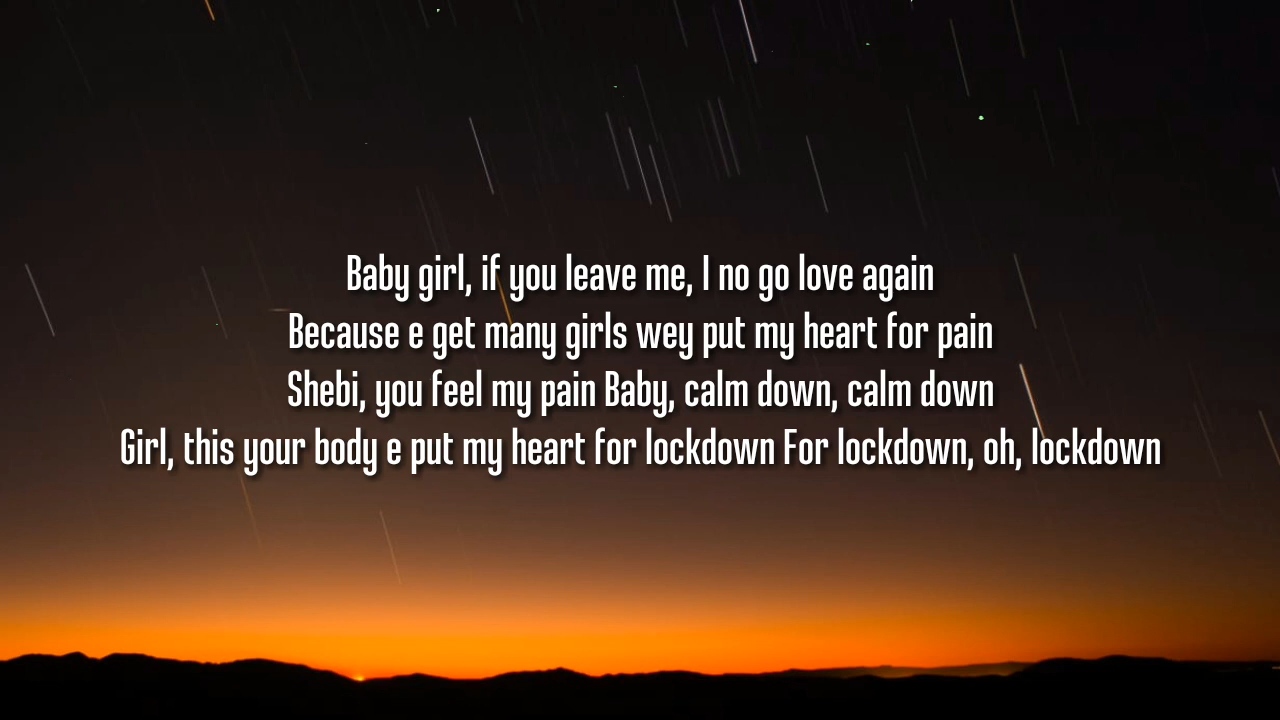 Baby girl, if you leave me, I no go love again
Because e get many girls wey put my heart for pain
Shebi, you feel my pain Baby, calm down, calm down
Girl, this your body e put my heart for lockdown For lockdown, oh, lockdown